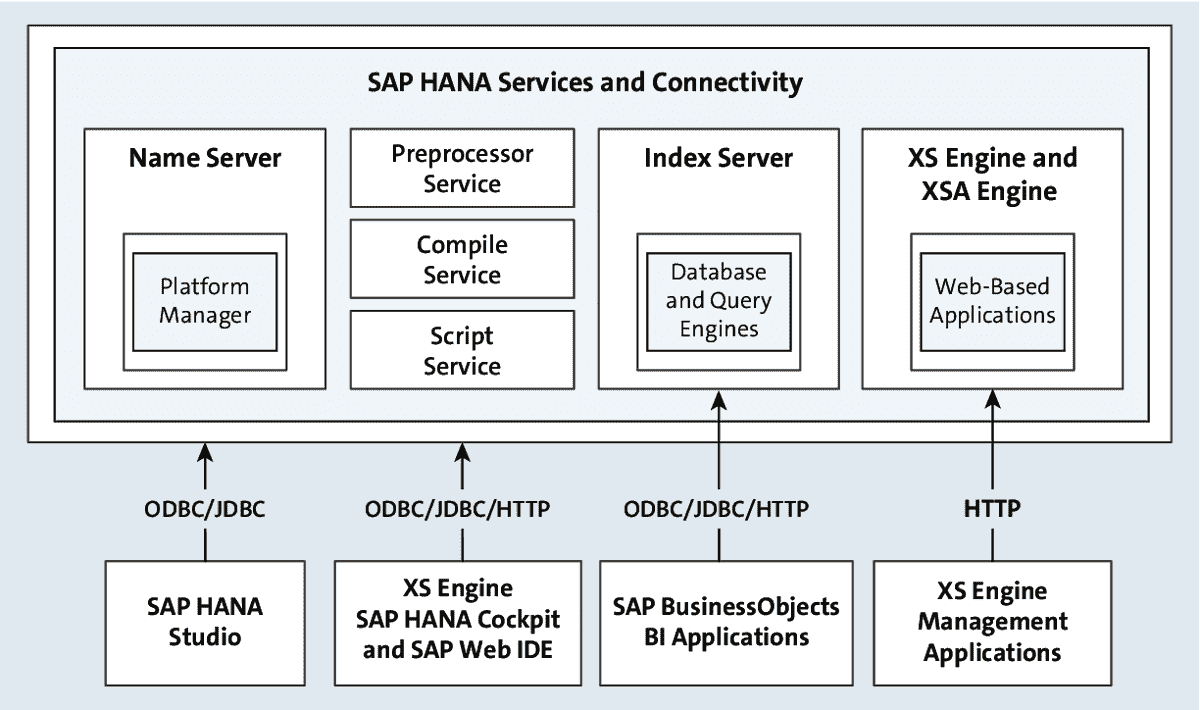 SAP HANA Services and Connectivity
Name Server
Platform
Manager
Preprocessor
Service
Compile
Service
Script
Service
Index Server
Database
and Query
Engines
XS Engine and
XSA Engine
Web-Based
Applications
ODBC/JDBC
ODBC/JDBC/HTTP
ODBC/JDBC/HTTP
HTTP
SAP HANA
Studio
XS Engine
SAP HANA Cockpit
and SAP Web IDE
SAP BusinessObjects
BI Applications
XS Engine
Management
Applications